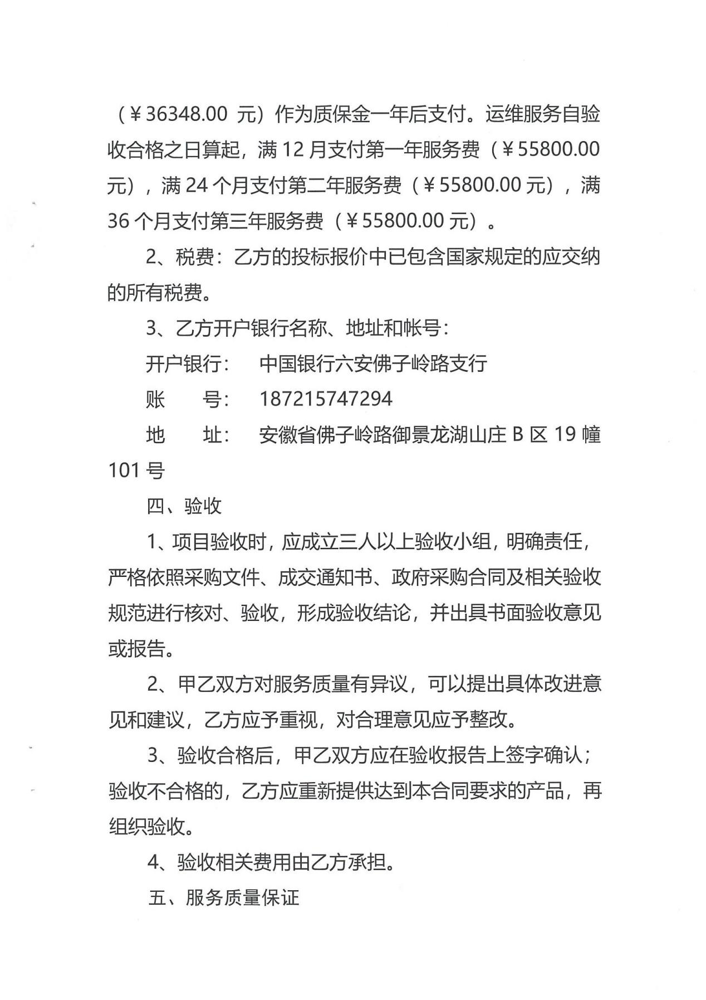 （￥36348.00 元）作为质保金一年后支付。运维服务自验
收合格之日算起，满 12 月支付第一年服务费（￥55800.00
元），满 24 个月支付第二年服务费（￥55800.00 元），满
36 个月支付第三年服务费（￥55800.00 元）。
2、税费：乙方的投标报价中已包含国家规定的应交纳
的所有税费。
3、乙方开户银行名称、地址和帐号：
开户银行： 中国银行六安佛子岭路支行
账 号： 187215747294
地 址： 安徽省佛子岭路御景龙湖山庄 B 区 19 幢
101 号
四、验收
1、项目验收时，应成立三人以上验收小组，明确责任，
严格依照采购文件、成交通知书、政府采购合同及相关验收
规范进行核对、验收，形成验收结论，并出具书面验收意见
或报告。
2、甲乙双方对服务质量有异议，可以提出具体改进意
见和建议，乙方应予重视，对合理意见应予整改。
3、验收合格后，甲乙双方应在验收报告上签字确认；
验收不合格的，乙方应重新提供达到本合同要求的产品，再
组织验收。
4、验收相关费用由乙方承担。
五、服务质量保证